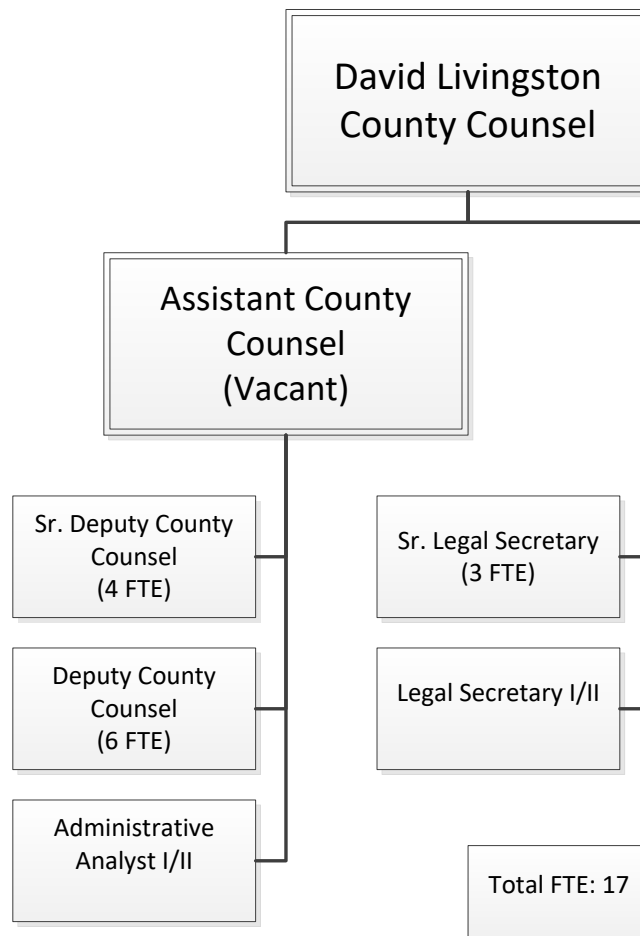 David Livingston
County Counsel
Assistant County
Counsel
(Vacant)
Sr. Deputy County
Counsel
(4 FTE)
Sr. Legal Secretary
(3 FTE)
Deputy County
Counsel
(6 FTE)
Legal Secretary I/II
Administrative
Analyst I/II
Total FTE: 17